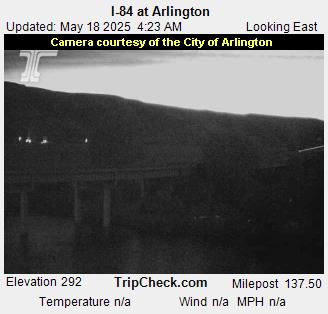 I-84 at Arlington
Updated: May 18 2025 4:23 AM Looking East
Camera courtesy of the City of Arlington
Elevation 292 TripCheck.com Milepost 137.50
Temperature n/a Wind n/a MPH n/a